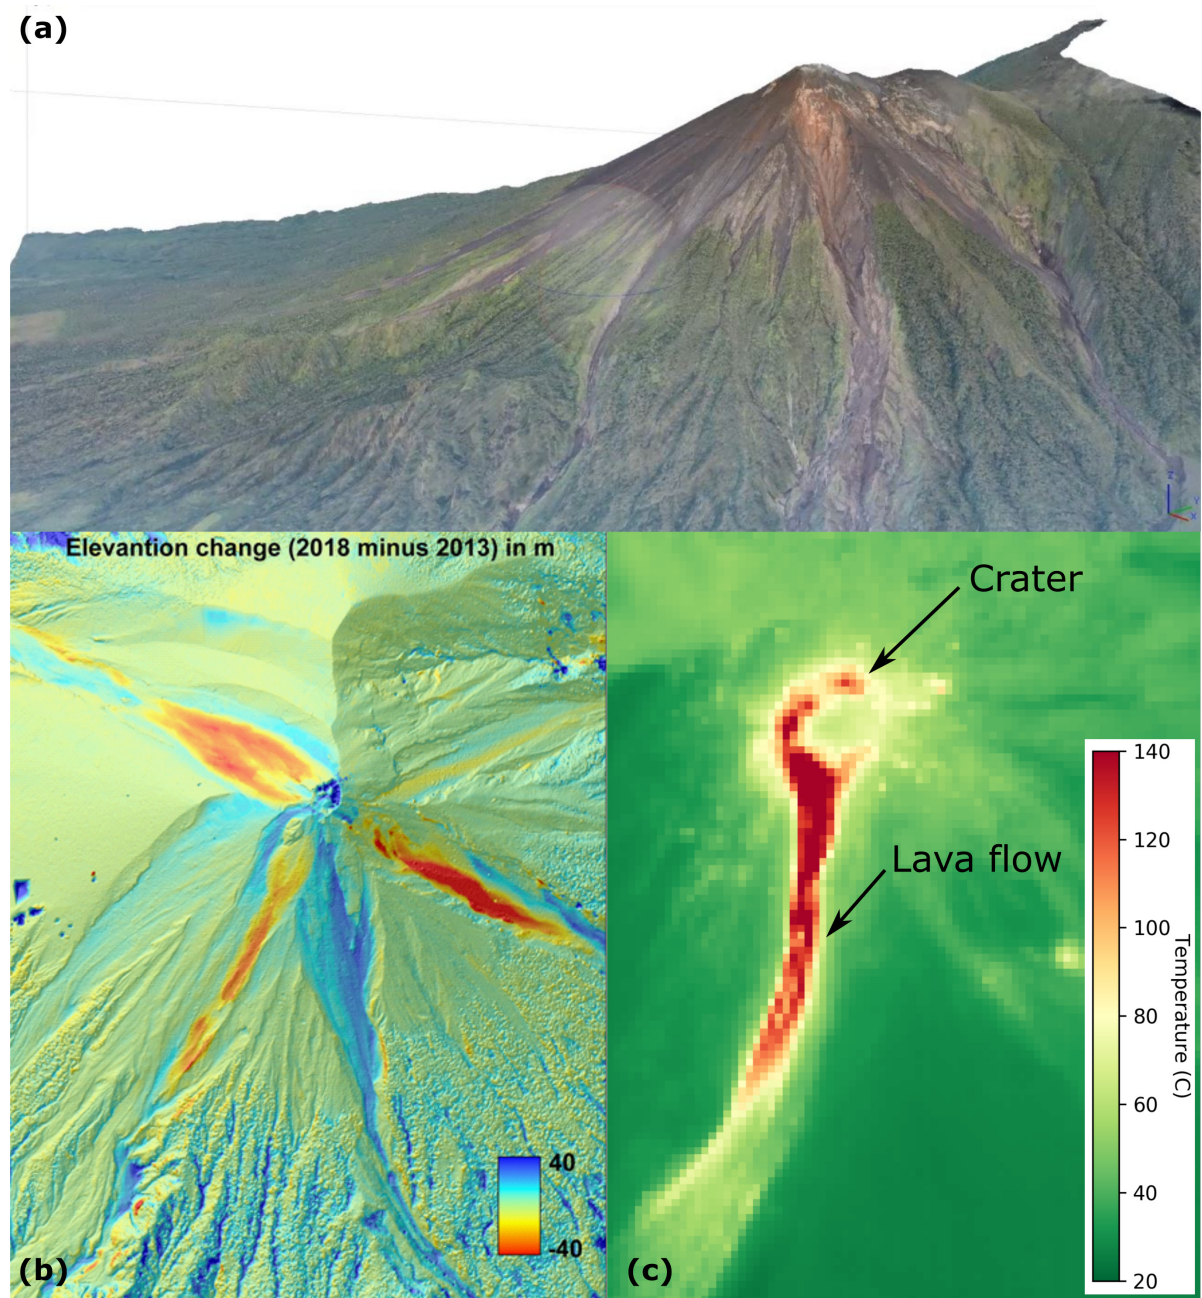 (a)
Z
X
Elevantion change (2018 minus 2013) in m
40
-40
(b)
Crater
Lava flow
140
120
100
80
60
40
20
Temperature (C)
(c)